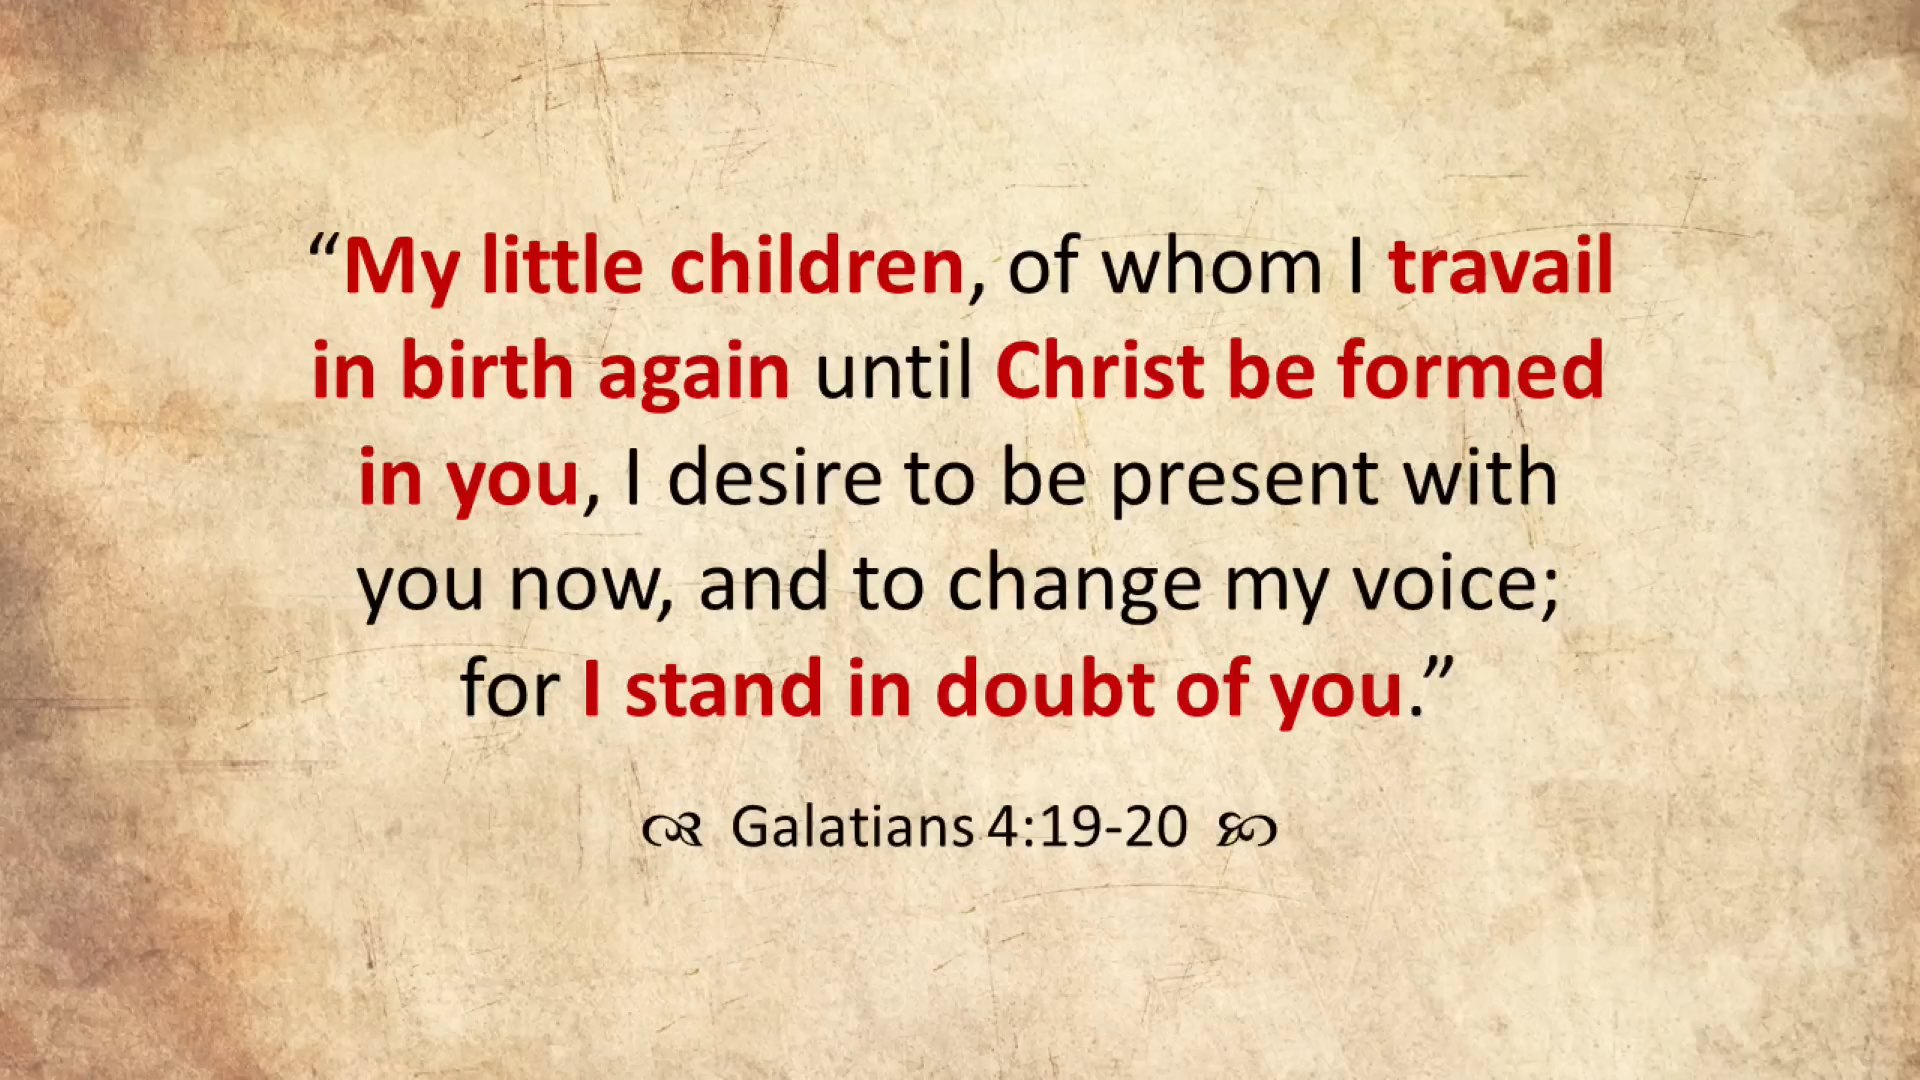 “My little children, of whom I travail
in birth again until Christ be formed
in you, I desire to be present with
you now, and to change my voice;
for I stand in doubt of you.”
Galatians 4:19-20